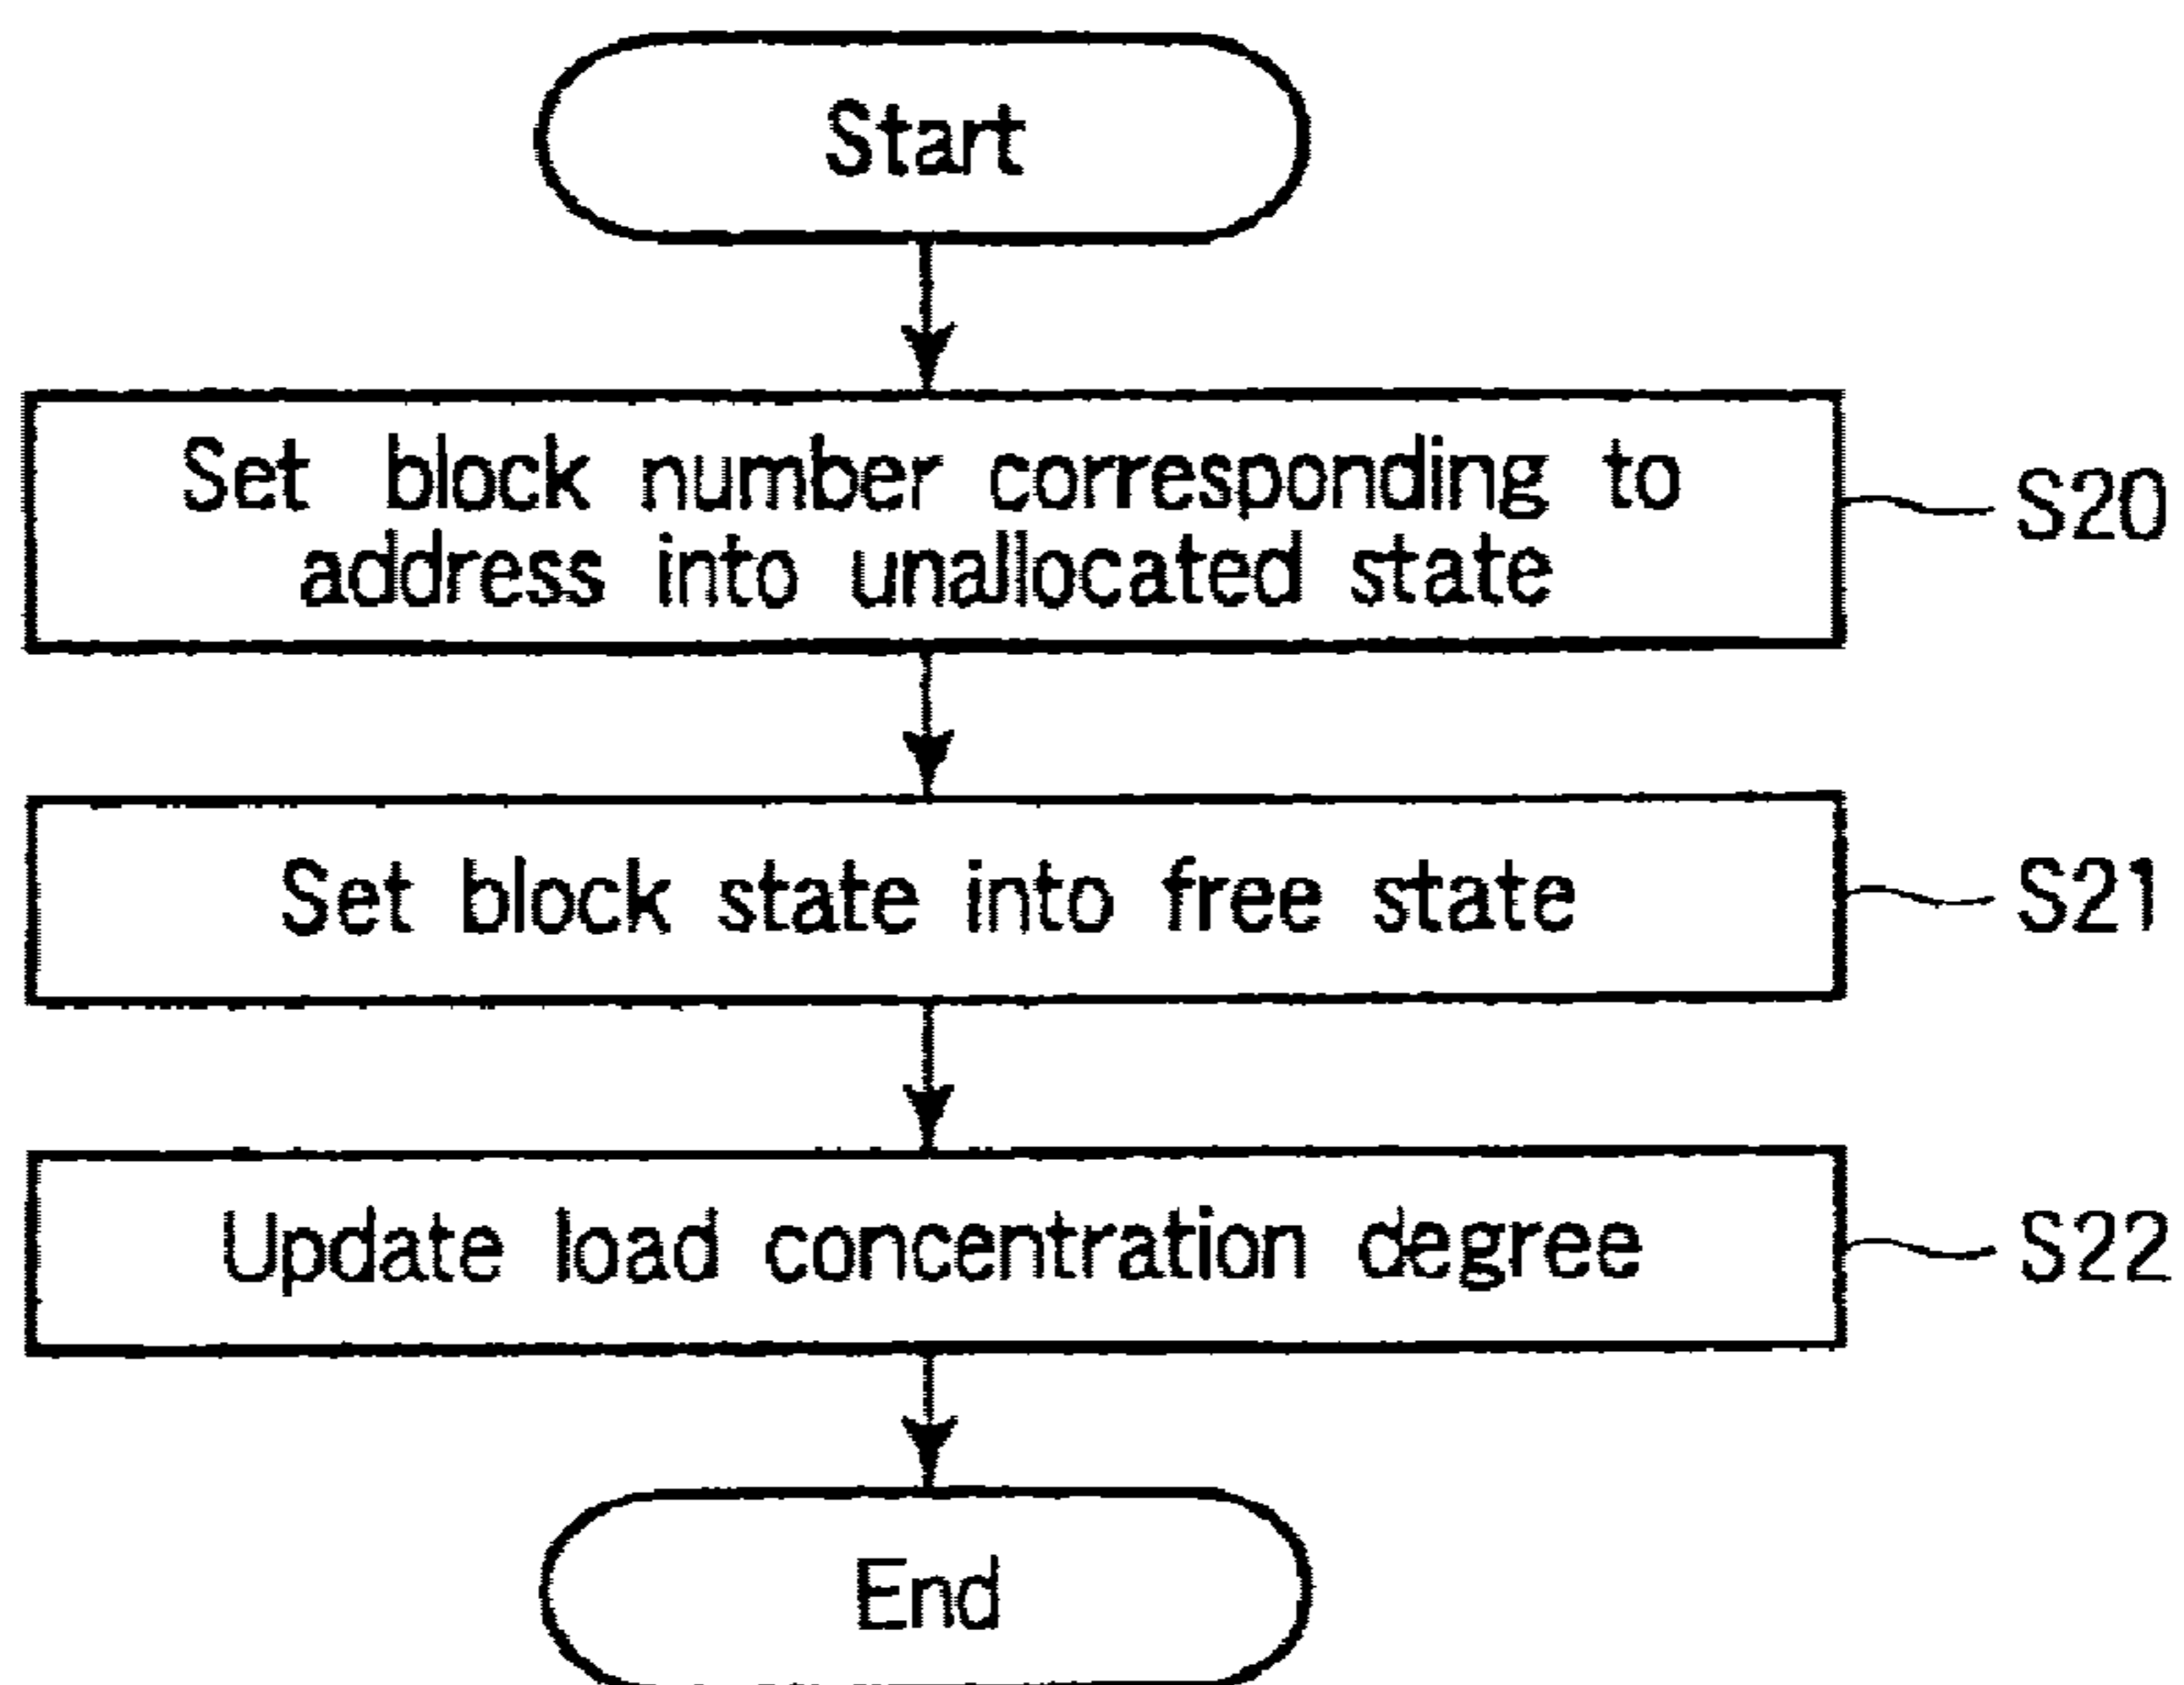 Start
Set block number corresponding to
address into unallocated state
S20
Set block state into free state
S21
Update load concentration degree
S22
End